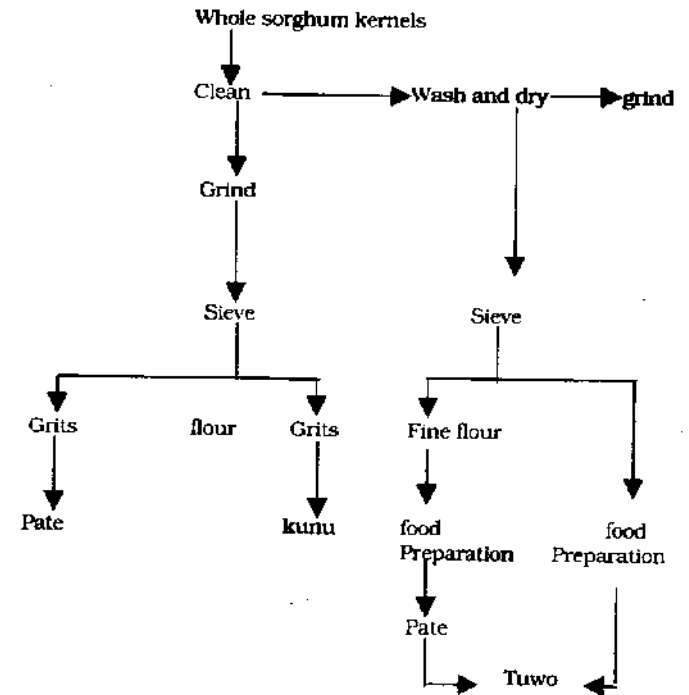 Whole sorghum kernels
Clean
Wash and dry
grind
Grind
Sieve
Sieve
Grits
flour
Grits
Fine flour
Pate
kunu
food
Preparation
food
Preparation
Pate
Tuwo